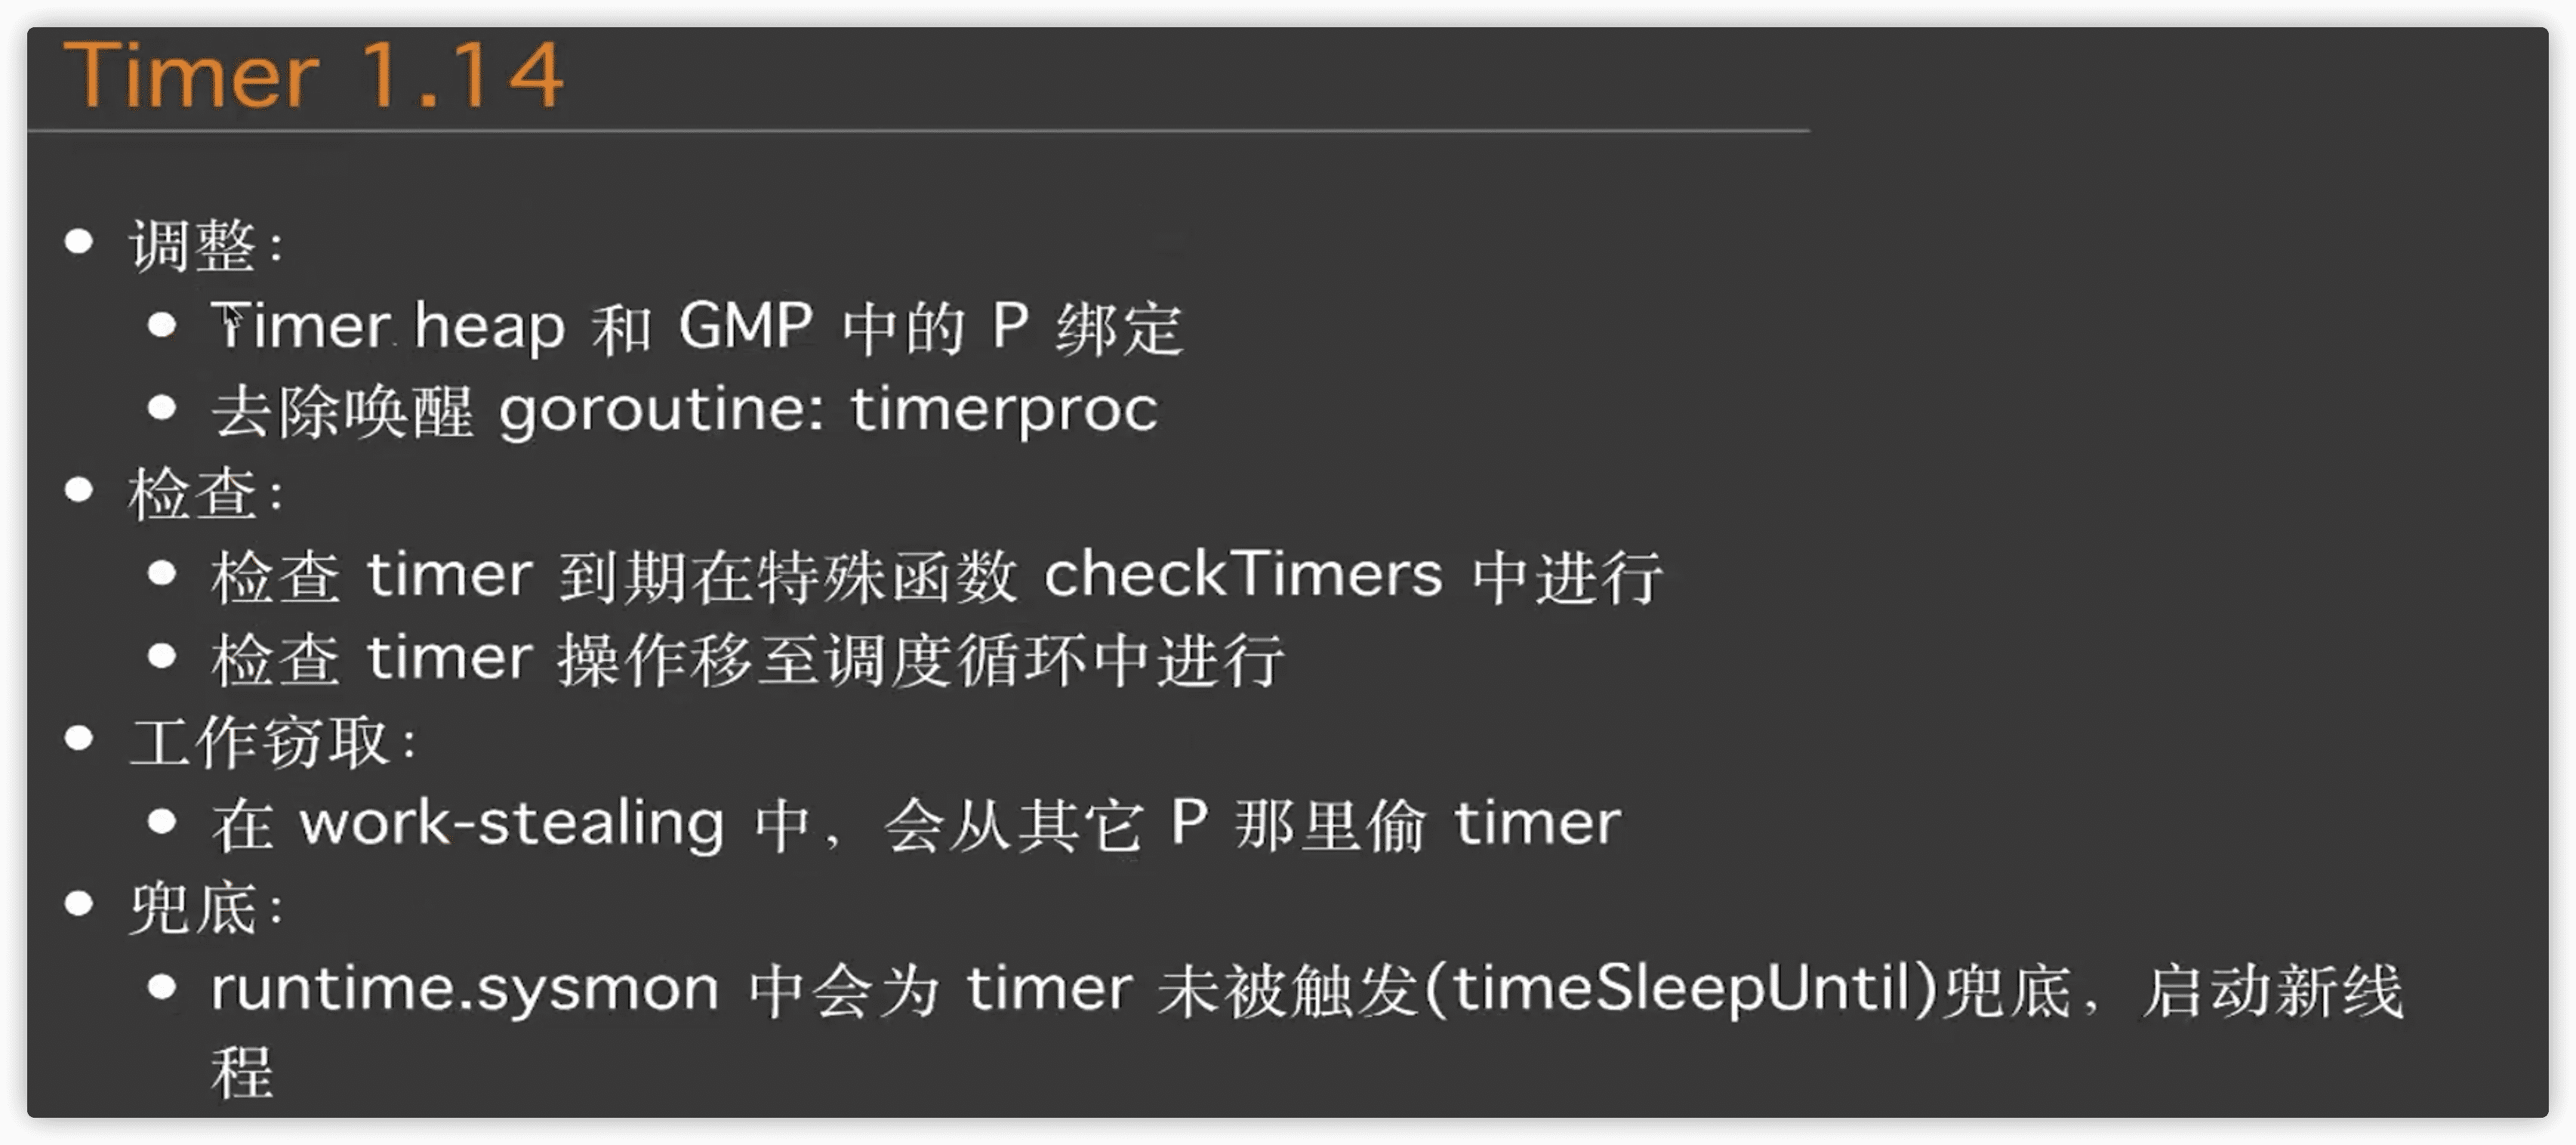 Timer 1.14
调整：
Timer heap 和 GMP 中的 P 绑定
去除唤醒 goroutine: timerproc
检查：
检查 timer 到期在特殊函数 checkTimers 中进行
检查 timer 操作移至调度循环中进行
工作窃取：
在 work-stealing 中，会从其它 P 那里偷 timer
兜底：
runtime.sysmon 中会为 timer 未被触发(timeSleepUntil)兜底，启动新线
程